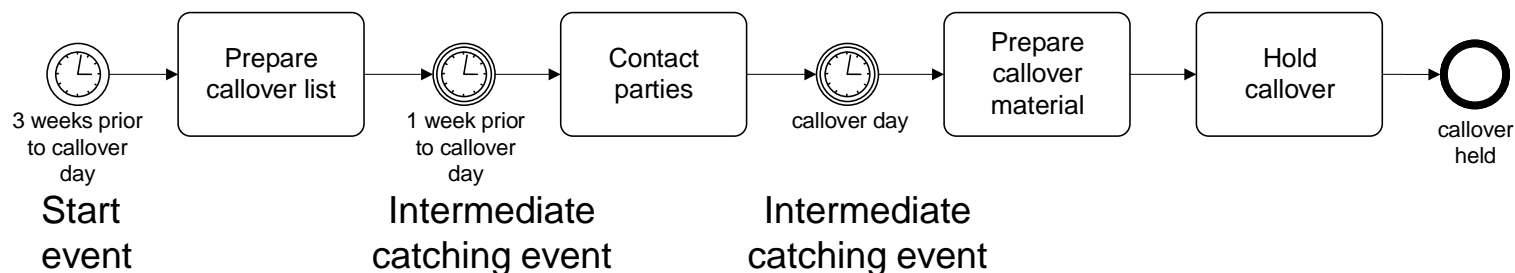 Prepare
callover list
Contact
parties
Prepare
callover
material
Hold
callover
3 weeks prior
to callover
day
1 week prior
to callover
day
callover day
callover
held
Start
event
Intermediate
catching event
Intermediate
catching event